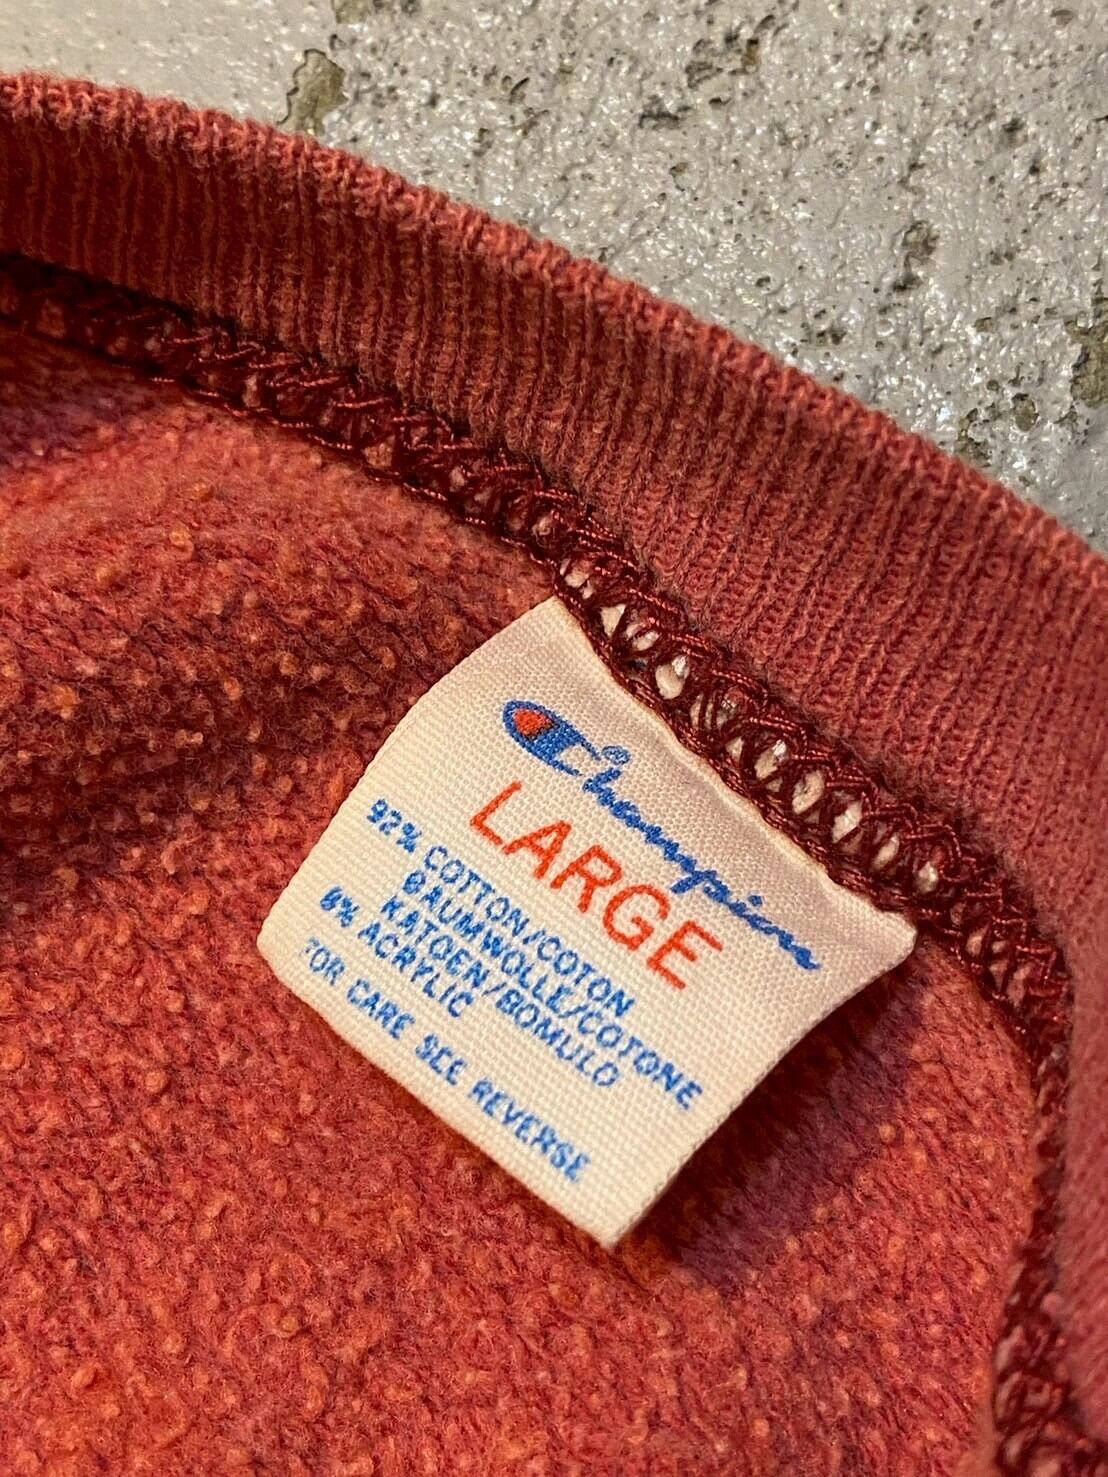 Champion®
LARGE
92% COTTON/COTON
BAUMWOLLE/COTONE
KATOEN/BOMULD
8% ACRYLIC
FOR CARE SEE REVERSE